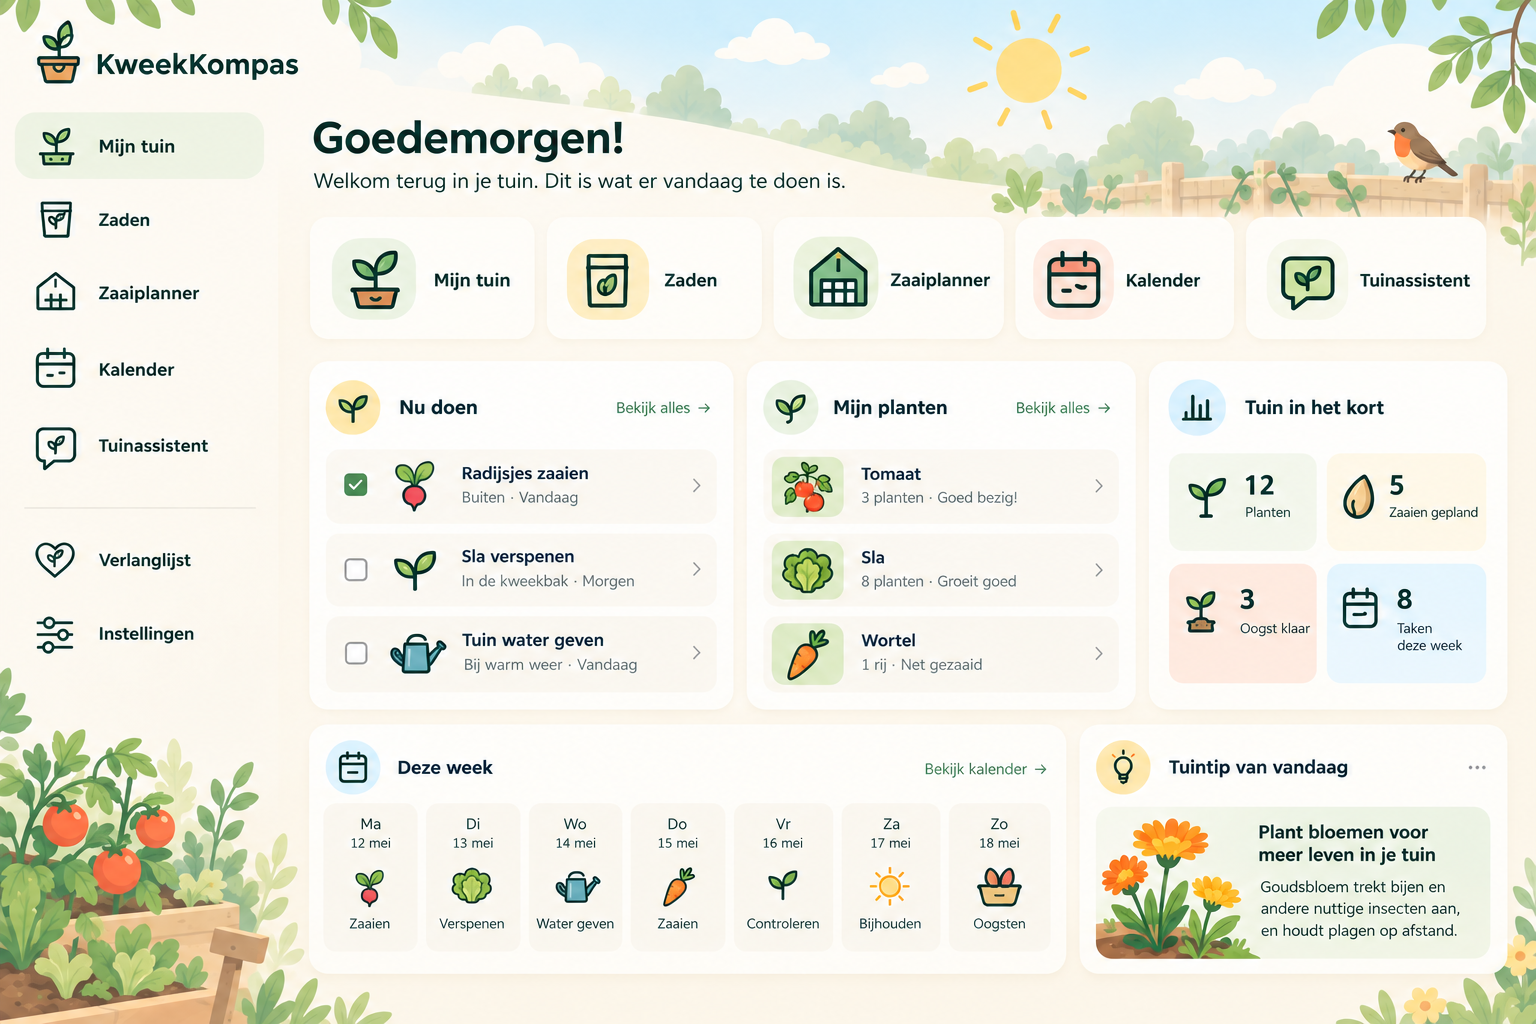 KweekKompas
Mijn tuin
Zaden
Zaaiplanner
Kalender
Tuinassistent
Verlanglijst
Instellingen
Goedemorgen!
Welkom terug in je tuin. Dit is wat er vandaag te doen is.
Mijn tuin
Zaden
Zaaiplanner
Kalender
Tuinassistent
Nu doen
Bekijk alles →
Radijsjes zaaien
Buiten · Vandaag
Sla verspenen
In de kweekbak · Morgen
Tuin water geven
Bij warm weer · Vandaag
Mijn planten
Bekijk alles →
Tomaat
3 planten · Goed bezig!
Sla
8 planten · Groeit goed
Wortel
1 rij · Net gezaaid
Tuin in het kort
12
Planten
5
Zaaien gepland
3
Oogst klaar
8
Taken
deze week
Deze week
Bekijk kalender →
Ma
12 mei
Zaaien
Di
13 mei
Verspenen
Wo
14 mei
Water geven
Do
15 mei
Zaaien
Vr
16 mei
Controleren
Za
17 mei
Bijhouden
Zo
18 mei
Oogsten
Tuintip van vandaag
Plant bloemen voor
meer leven in je tuin
Goudsbloem trekt bijen en
andere nuttige insecten aan,
en houdt plagen op afstand.